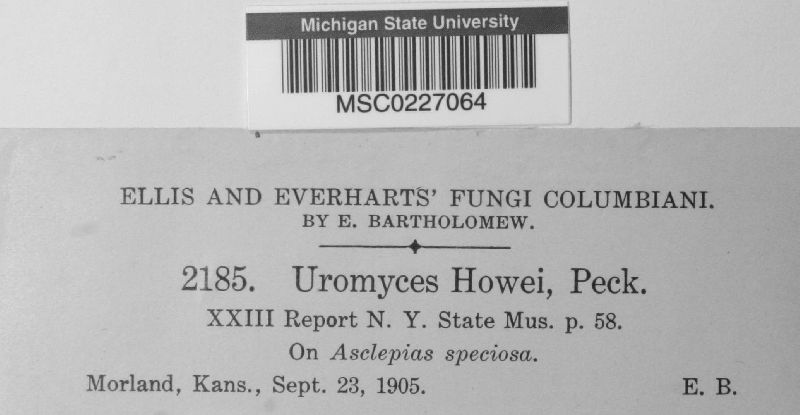 Michigan State University
MSC0227064
ELLIS AND EVERHARTS' FUNGI COLUMBIANI.
BY E. BARTHOLOMEW.
2185. Uromyces Howei, Peck.
XXIII Report N. Y. State Mus. p. 58.
On Asclepias speciosa.
Morland, Kans., Sept. 23, 1905. E. B.